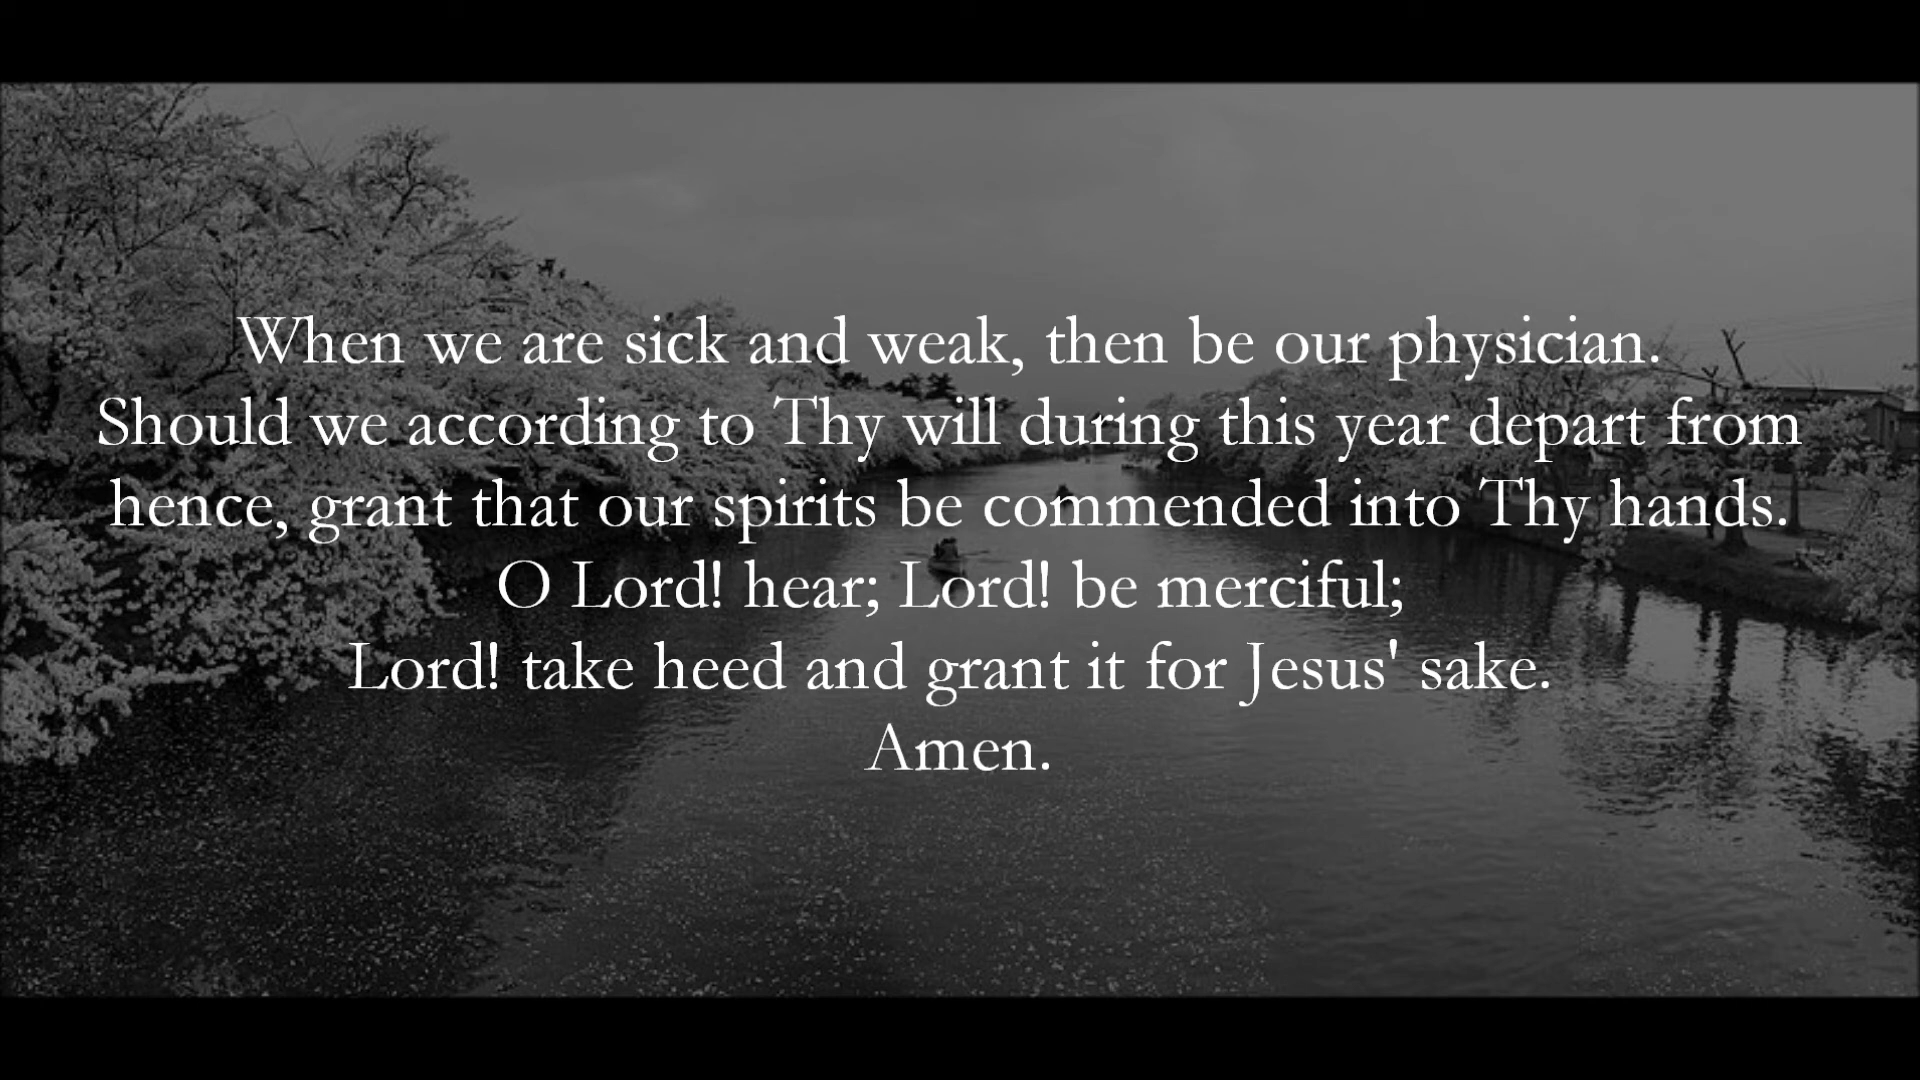 When we are sick and weak, then be our physician.
Should we according to Thy will during this year depart from
hence, grant that our spirits be commended into Thy hands.
O Lord! hear; Lord! be merciful;
Lord! take heed and grant it for Jesus' sake.
Amen.